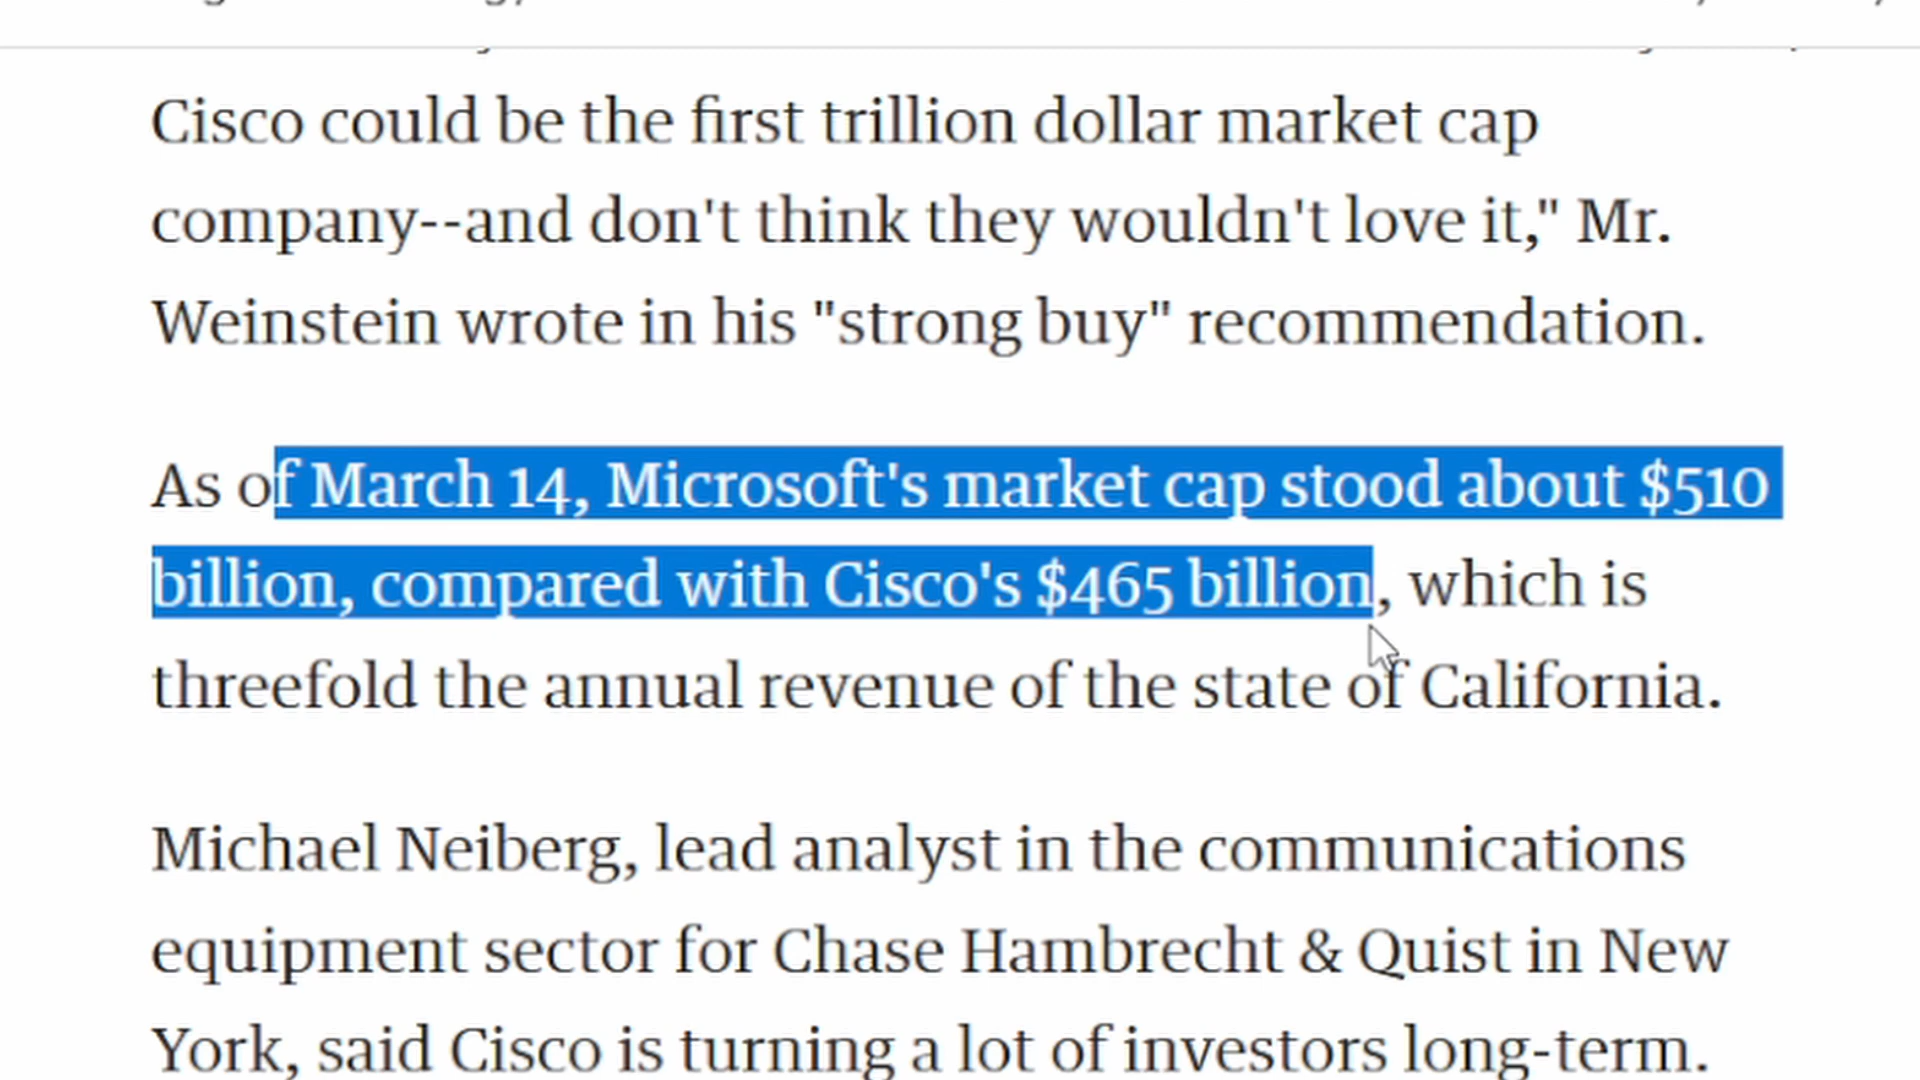 Cisco could be the first trillion dollar market cap
company--and don't think they wouldn't love it," Mr.
Weinstein wrote in his "strong buy" recommendation.
As of March 14, Microsoft's market cap stood about $510
billion, compared with Cisco's $465 billion, which is
threefold the annual revenue of the state of California.
Michael Neiberg, lead analyst in the communications
equipment sector for Chase Hambrecht & Quist in New
York, said Cisco is turning a lot of investors long-term.